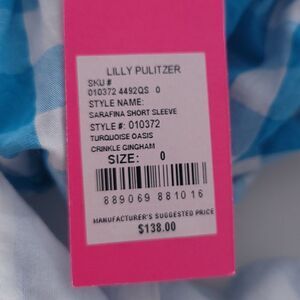 LILLY PULITZER
SKU #
010372 4492QS 0
STYLE NAME:
SARAFINA SHORT SLEEVE
STYLE #: 010372
TURQUOISE OASIS
CRINKLE GINGHAM
SIZE: 0
889069 881016
MANUFACTURER'S SUGGESTED PRICE
$138.00